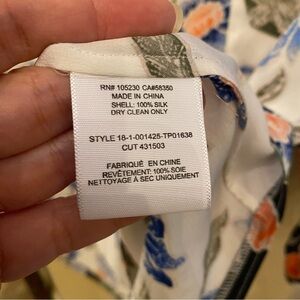 RN# 105230 CA#58350
MADE IN CHINA
SHELL: 100% SILK
DRY CLEAN ONLY
STYLE 18-1-001425-TP01638
CUT 431503
FABRIQUÉ EN CHINE
REVÊTEMENT: 100% SOIE
NETTOYAGE À SEC UNIQUEMENT